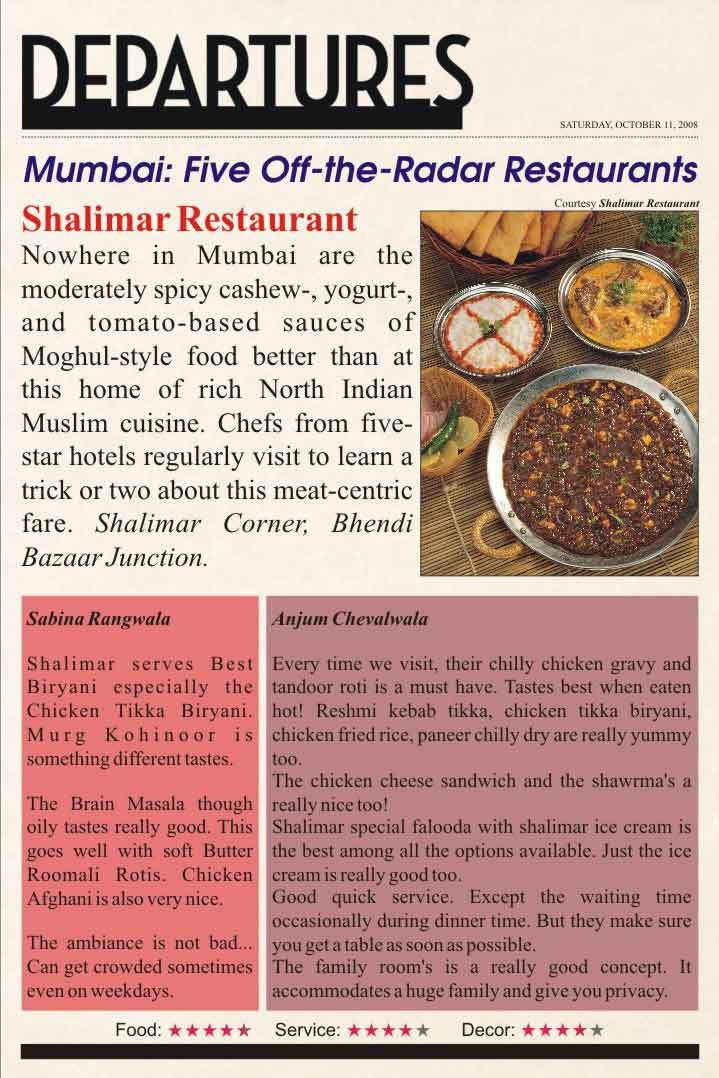 DEPARTURES
SATURDAY, OCTOBER 11, 2008
Mumbai: Five Off-the-Radar Restaurants
Courtesy Shalimar Restaurant
Shalimar Restaurant
Nowhere in Mumbai are the
moderately spicy cashew-, yogurt-,
and tomato-based sauces of
Moghul-style food better than at
this home of rich North Indian
Muslim cuisine. Chefs from five-
star hotels regularly visit to learn a
trick or two about this meat-centric
fare. Shalimar Corner, Bhendi
Bazaar Junction.
Sabina Rangwala
Shalimar serves Best
Biryani especially the
Chicken Tikka Biryani.
Murg Kohinoor is
something different tastes.
The Brain Masala though
oily tastes really good. This
goes well with soft Butter
Roomali Rotis. Chicken
Afghani is also very nice.
The ambiance is not bad...
Can get crowded sometimes
even on weekdays.
Anjum Chevalwala
Every time we visit, their chilly chicken gravy and
tandoor roti is a must have. Tastes best when eaten
hot! Reshmi kebab tikka, chicken tikka biryani,
chicken fried rice, paneer chilly dry are really yummy
too.
The chicken cheese sandwich and the shawrma's a
really nice too!
Shalimar special falooda with shalimar ice cream is
the best among all the options available. Just the ice
cream is really good too.
Good quick service. Except the waiting time
occasionally during dinner time. But they make sure
you get a table as soon as possible.
The family room's is a really good concept. It
accommodates a huge family and give you privacy.
Food: ★★★★★ Service: ★★★★★ Decor: ★★★★★